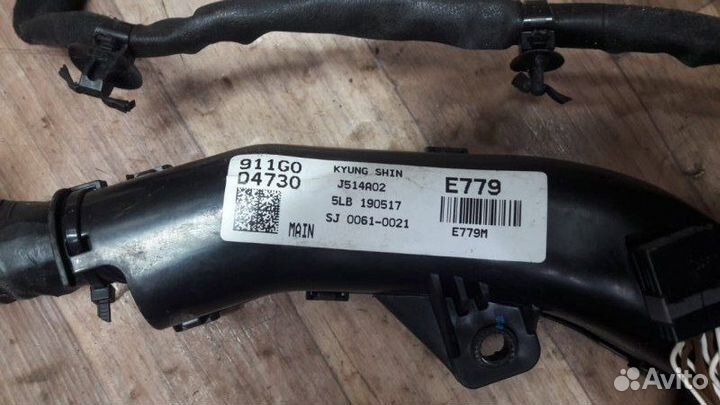 911G0
D4730
MAIN
KYUNG SHIN
J514A02
5LB 190517
SJ 0061-0021
E779
E779M
Avito